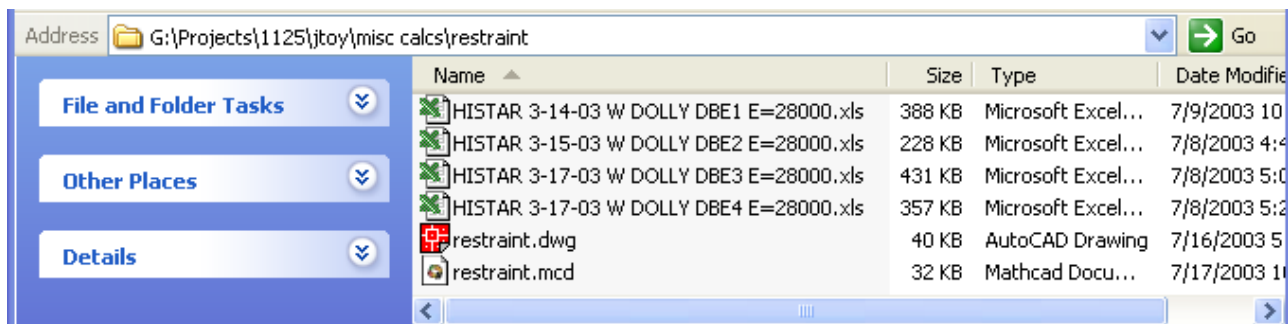 Address G:\Projects\1125\jtoy\misc calcs\restraint Go
Name Size Type Date Modifie
File and Folder Tasks
Other Places
Details
HISTAR 3-14-03 W DOLLY DBE1 E=28000.xls 388 KB Microsoft Excel... 7/9/2003 10
HISTAR 3-15-03 W DOLLY DBE2 E=28000.xls 228 KB Microsoft Excel... 7/8/2003 4:4
HISTAR 3-17-03 W DOLLY DBE3 E=28000.xls 431 KB Microsoft Excel... 7/8/2003 5:0
HISTAR 3-17-03 W DOLLY DBE4 E=28000.xls 357 KB Microsoft Excel... 7/8/2003 5:2
restraint.dwg 40 KB AutoCAD Drawing 7/16/2003 5
restraint.mcd 32 KB Mathcad Docu... 7/17/2003 1